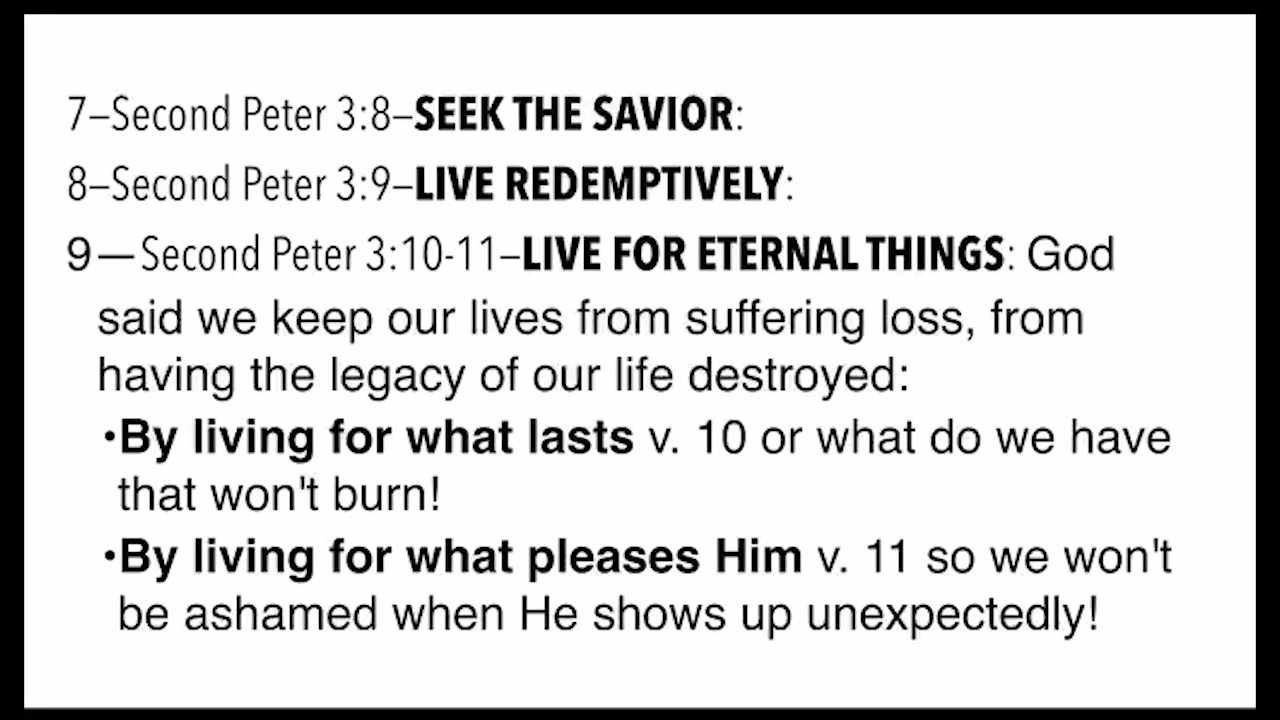 7–Second Peter 3:8–SEEK THE SAVIOR:
8–Second Peter 3:9–LIVE REDEMPTIVELY:
9—Second Peter 3:10-11–LIVE FOR ETERNAL THINGS: God
said we keep our lives from suffering loss, from
having the legacy of our life destroyed:
•By living for what lasts v. 10 or what do we have
that won't burn!
•By living for what pleases Him v. 11 so we won't
be ashamed when He shows up unexpectedly!